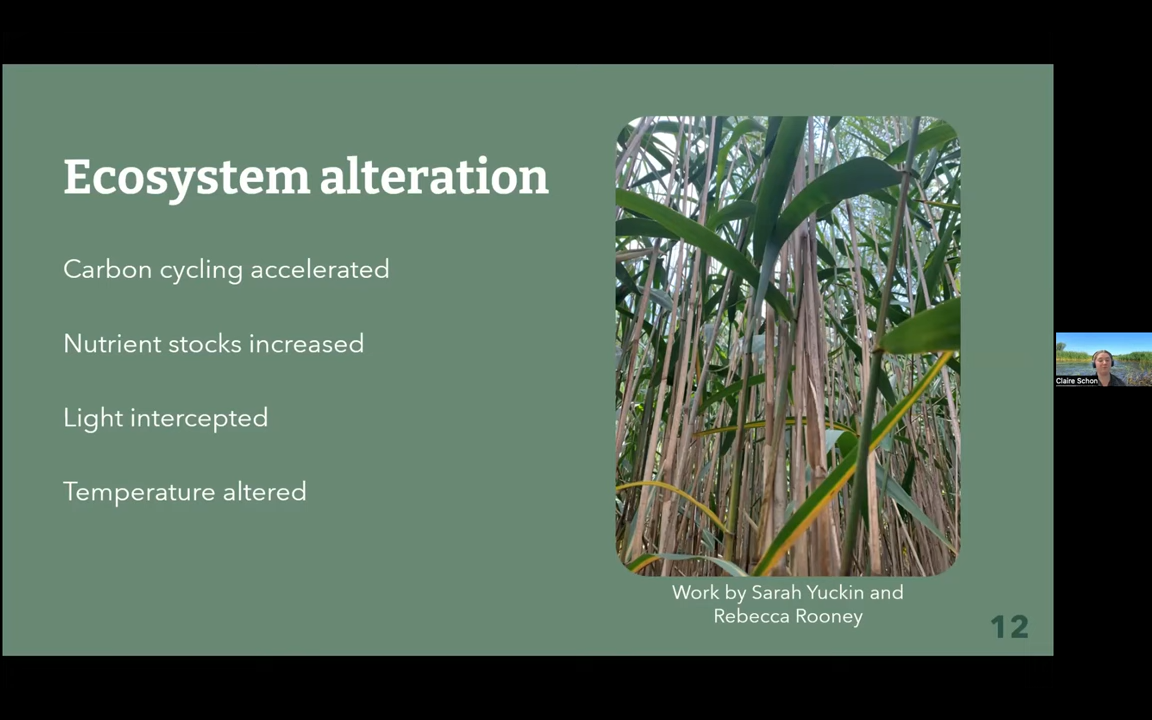 Ecosystem alteration
Carbon cycling accelerated
Nutrient stocks increased
Light intercepted
Temperature altered
Work by Sarah Yuckin and
Rebecca Rooney
12
Claire Schon